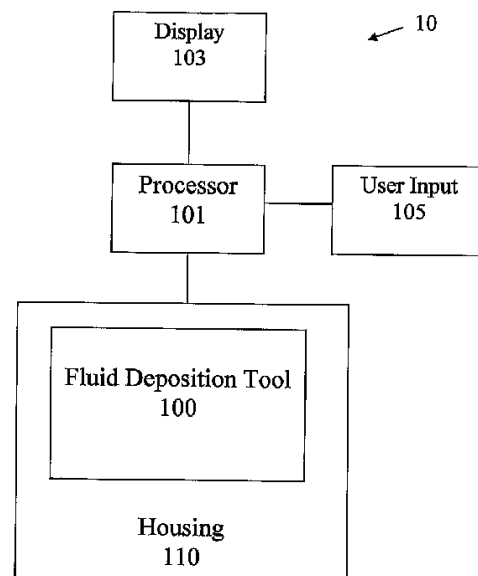 Display
103
10
Processor
101
User Input
105
Fluid Deposition Tool
100
Housing
110